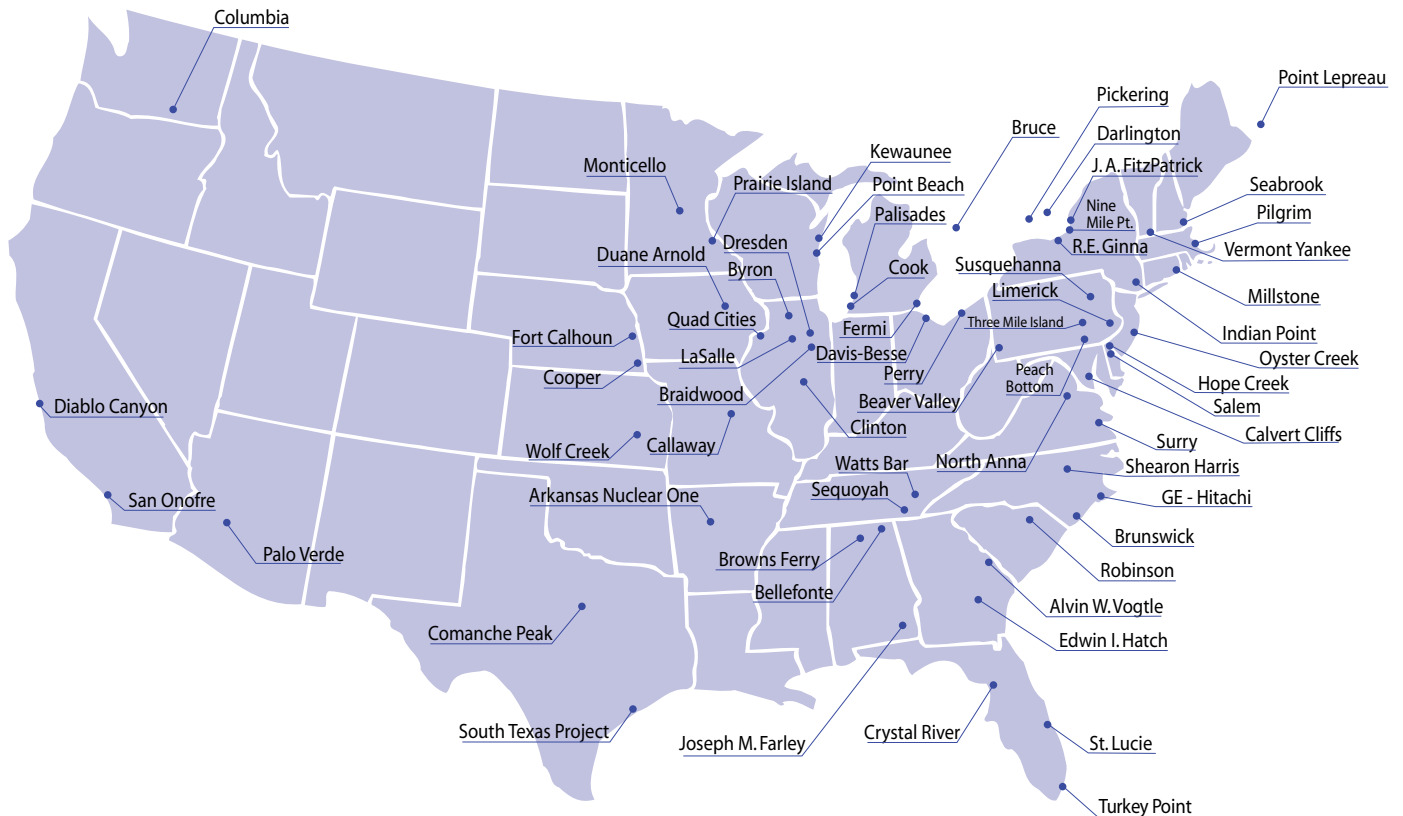 Columbia
Point Lepreau
Pickering
Bruce
Darlington
Kewaunee
Monticello
J. A. FitzPatrick
Prairie Island
Point Beach
Seabrook
Palisades
Nine
Mile Pt.
Pilgrim
Dresden
R.E. Ginna
Vermont Yankee
Duane Arnold
Byron
Cook
Susquehanna
Limerick
Millstone
Quad Cities
Three Mile Island
Fermi
Indian Point
Fort Calhoun
LaSalle
Davis-Besse
Oyster Creek
Cooper
Perry
Peach
Bottom
Hope Creek
Braidwood
Beaver Valley
Salem
Diablo Canyon
Clinton
Calvert Cliffs
Wolf Creek
Callaway
Surry
Watts Bar
North Anna
Shearon Harris
San Onofre
Arkansas Nuclear One
Sequoyah
GE - Hitachi
Brunswick
Palo Verde
Browns Ferry
Robinson
Bellefonte
Alvin W. Vogtle
Comanche Peak
Edwin I. Hatch
South Texas Project
Joseph M. Farley
Crystal River
St. Lucie
Turkey Point